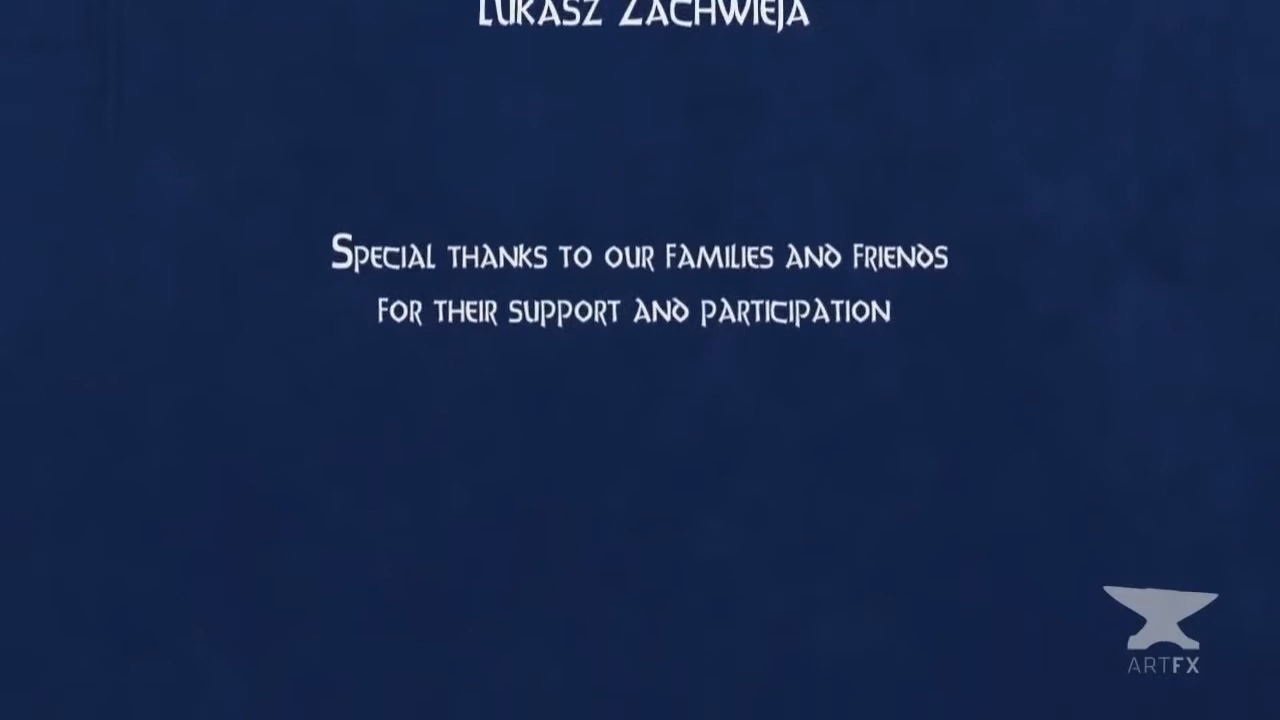 Lukasz Zachwieja
Special thanks to our families and friends
for their support and participation
ARTFX